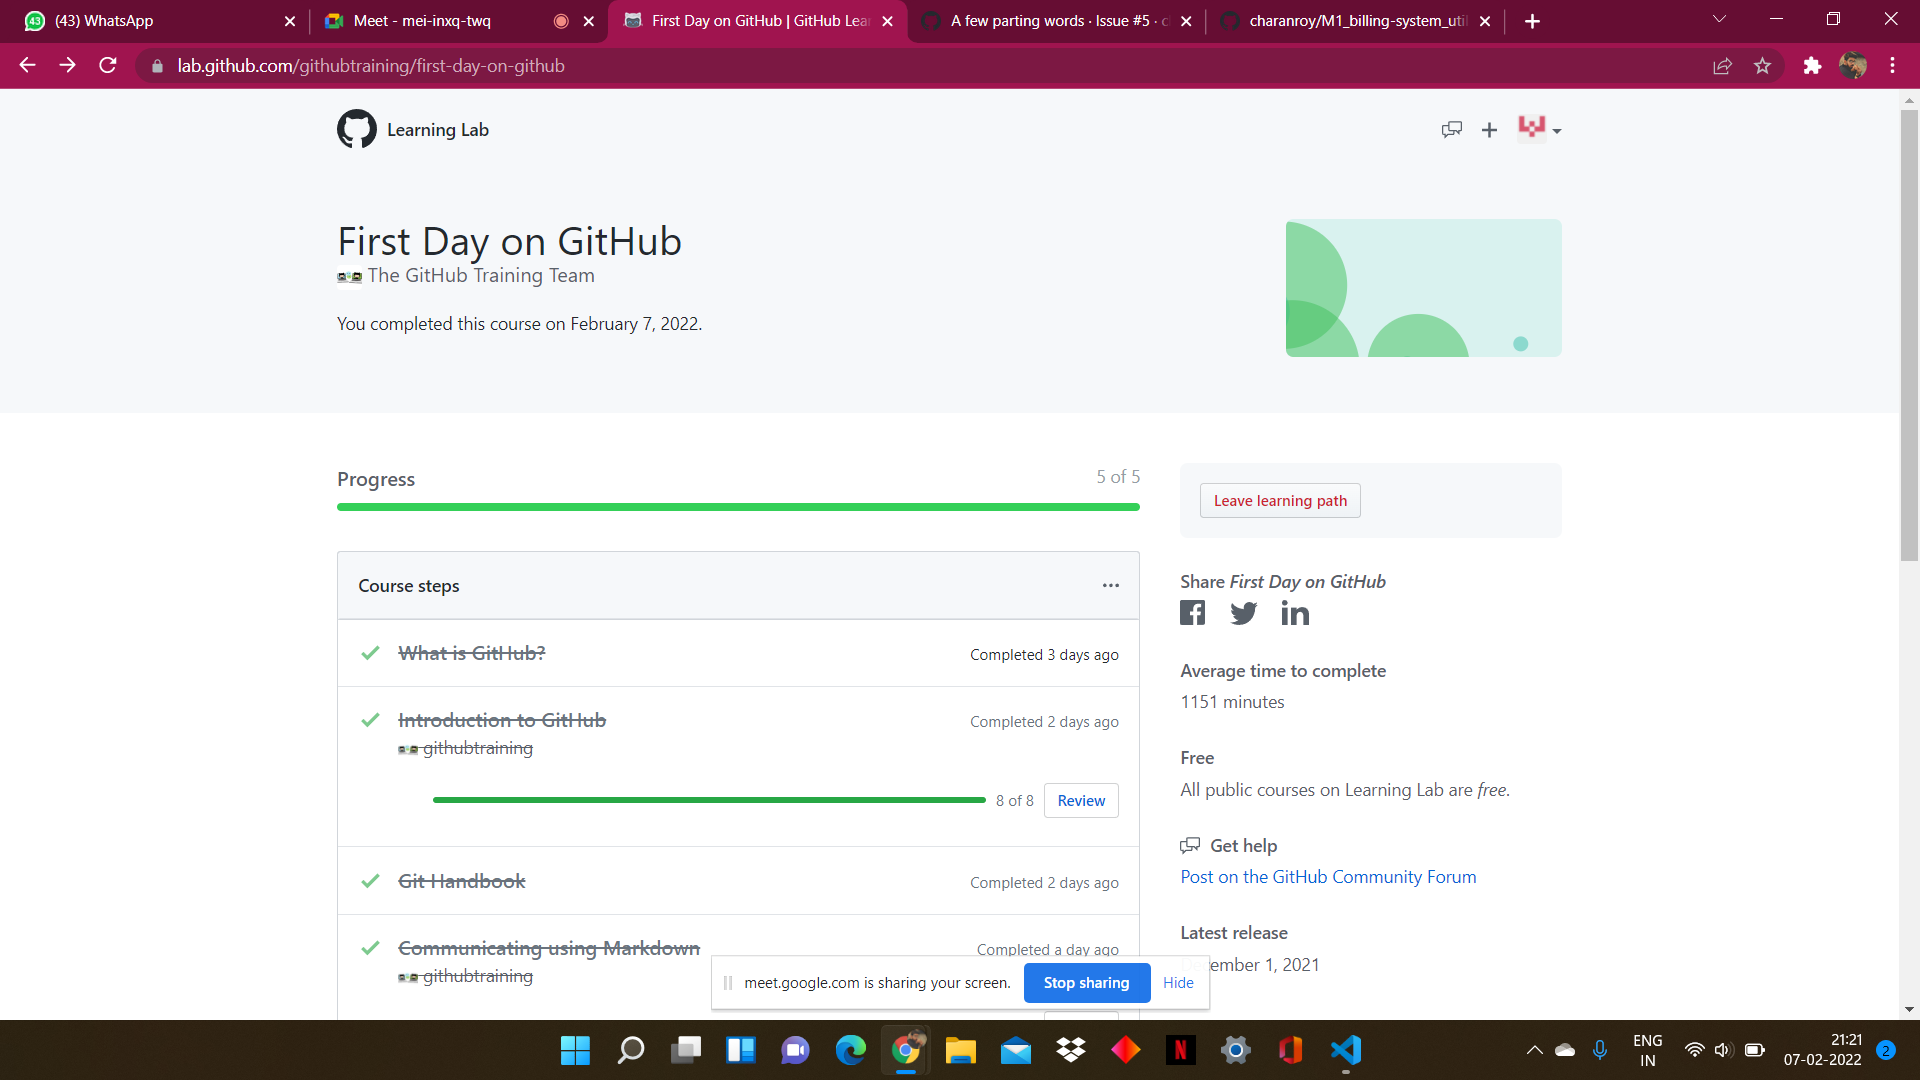 (43) WhatsApp
Meet - mei-inxq-twq
First Day on GitHub | GitHub Lea
A few parting words · Issue #5 · c
charanroy/M1_billing-system_util
lab.github.com/githubtraining/first-day-on-github
Learning Lab
First Day on GitHub
The GitHub Training Team
You completed this course on February 7, 2022.
Progress
5 of 5
Course steps
What is GitHub?
Completed 3 days ago
Introduction to GitHub
Completed 2 days ago
githubtraining
8 of 8
Review
Git Handbook
Completed 2 days ago
Communicating using Markdown
Completed a day ago
githubtraining
Leave learning path
Share First Day on GitHub
Average time to complete
1151 minutes
Free
All public courses on Learning Lab are free.
Get help
Post on the GitHub Community Forum
Latest release
cember 1, 2021
meet.google.com is sharing your screen.
Stop sharing
Hide
ENG
IN
21:21
07-02-2022
2